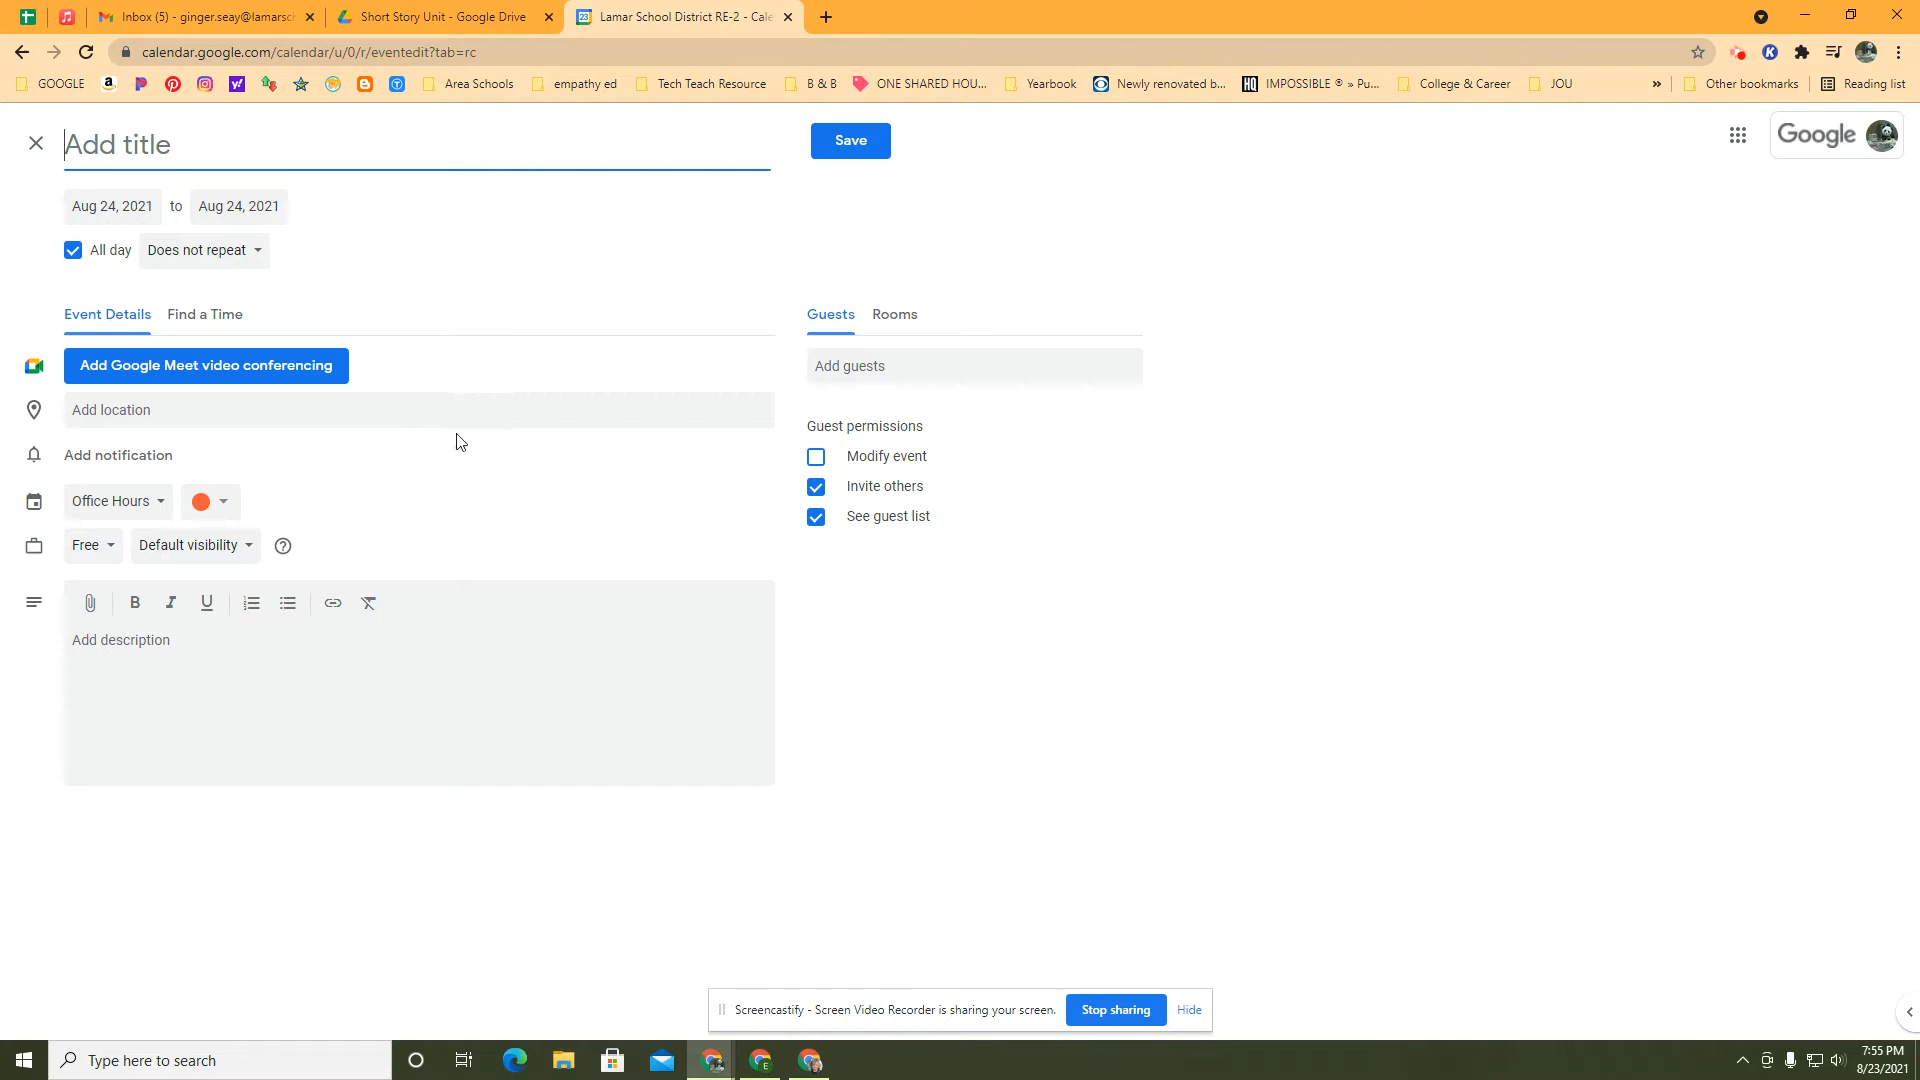 Inbox (5) - ginger.seay@lamarsc
Short Story Unit - Google Drive
Lamar School District RE-2 - Cale
calendar.google.com/calendar/u/0/r/eventedit?tab=rc
GOOGLE
Area Schools
empathy ed
Tech Teach Resource
B & B
ONE SHARED HOU...
Yearbook
Newly renovated b...
HQ
IMPOSSIBLE ® » Pu...
College & Career
JOU
»
Other bookmarks
Reading list
Add title
Save
Google
Aug 24, 2021 to Aug 24, 2021
All day Does not repeat
Event Details Find a Time
Guests Rooms
Add Google Meet video conferencing
Add guests
Add location
Guest permissions
Add notification
Modify event
Invite others
Office Hours
See guest list
Free Default visibility
B I U
Add description
Screencastify - Screen Video Recorder is sharing your screen. Stop sharing Hide
Type here to search
7:55 PM
8/23/2021